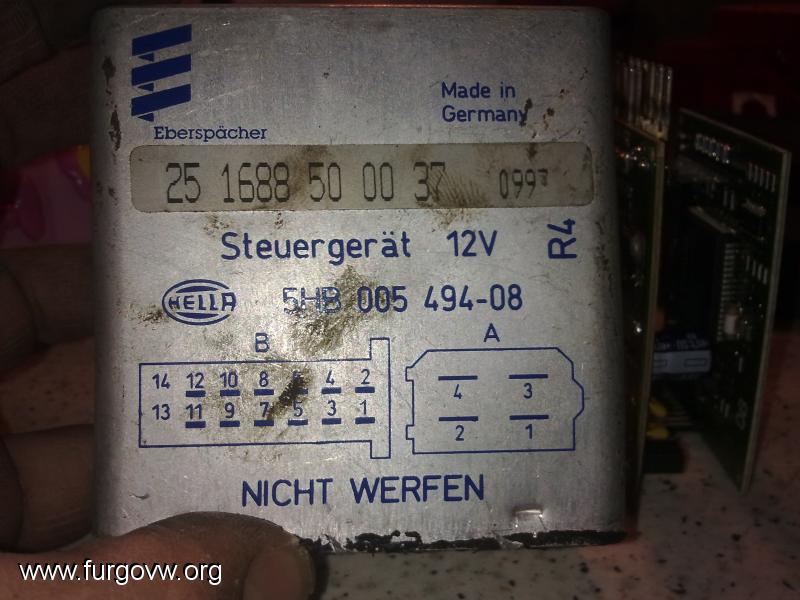 Eberspächer
Made in
Germany
25 1688 50 00 37 0997
Steuergerät 12V R4
HELLA 5HB 005 494-08
B A
14 12 10 8 6 4 2
13 11 9 7 5 3 1
4 3
2 1
NICHT WERFEN
www.furgovw.org